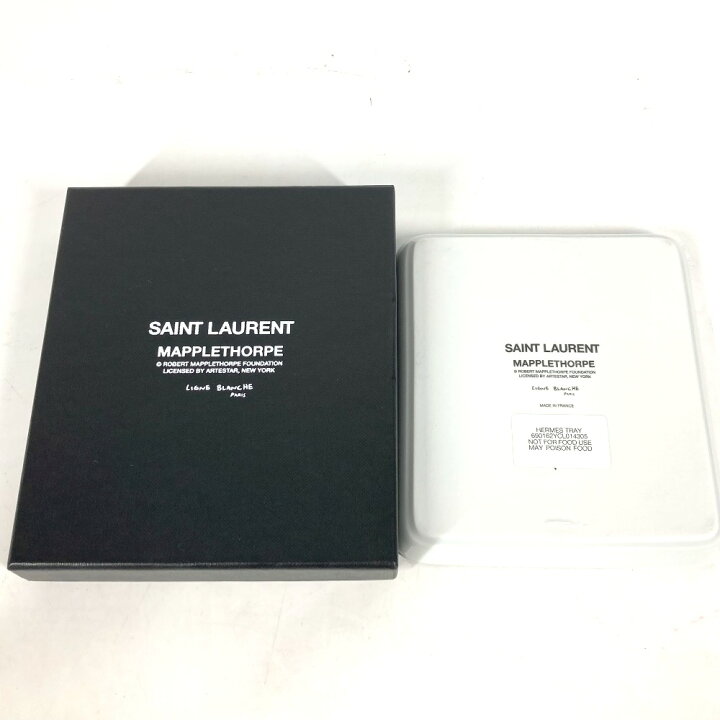 SAINT LAURENT
MAPPLETHORPE
© ROBERT MAPPLETHORPE FOUNDATION
LICENSED BY ARTESTAR, NEW YORK
LIGNE BLANCHE
PARIS
SAINT LAURENT
MAPPLETHORPE
© ROBERT MAPPLETHORPE FOUNDATION
LICENSED BY ARTESTAR, NEW YORK
LIGNE BLANCHE
PARIS
MADE IN FRANCE
HERMES TRAY
690162YCL014305
NOT FOR FOOD USE
MAY POISON FOOD